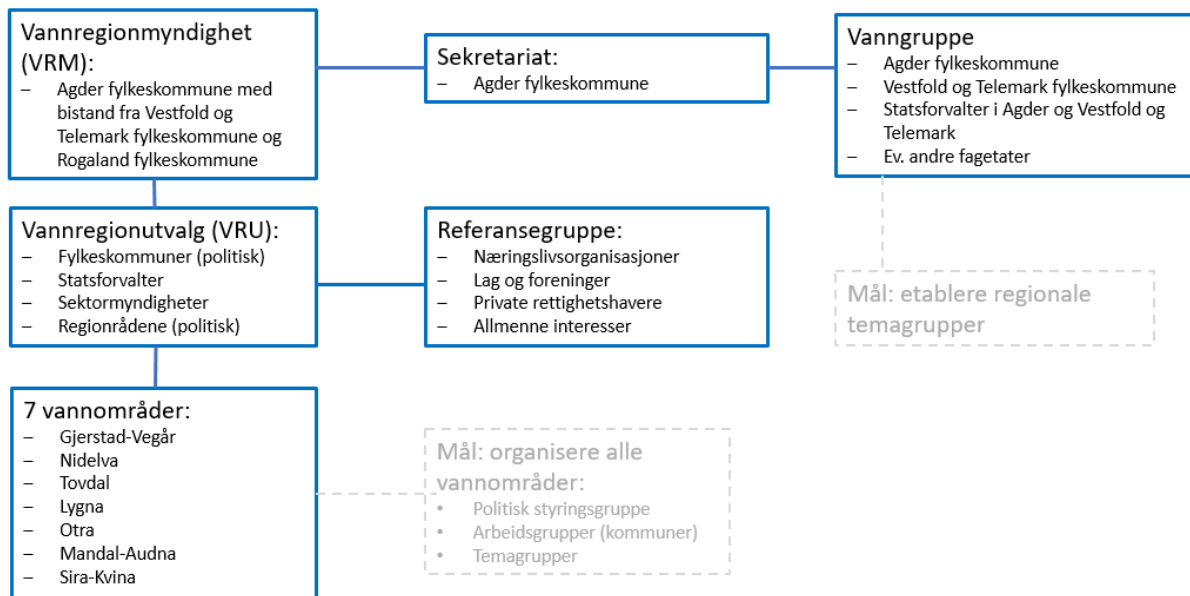 Vannregionmyndighet
(VRM):
– Agder fylkeskommune med
bistand fra Vestfold og
Telemark fylkeskommune og
Rogaland fylkeskommune
Sekretariat:
– Agder fylkeskommune
Vanngruppe
– Agder fylkeskommune
– Vestfold og Telemark fylkeskommune
– Statsforvalter i Agder og Vestfold og
Telemark
– Ev. andre fagetater
Vannregionutvalg (VRU):
– Fylkeskommuner (politisk)
– Statsforvalter
– Sektormyndigheter
– Regionrådene (politisk)
Referansegruppe:
– Næringslivsorganisasjoner
– Lag og foreninger
– Private rettighetshavere
– Allmenne interesser
Mål: etablere regionale
temagrupper
7 vannområder:
– Gjerstad-Vegår
– Nidelva
– Tovdal
– Lygna
– Otra
– Mandal-Audna
– Sira-Kvina
Mål: organisere alle
vannområder:
• Politisk styringsgruppe
• Arbeidsgrupper (kommuner)
• Temagrupper